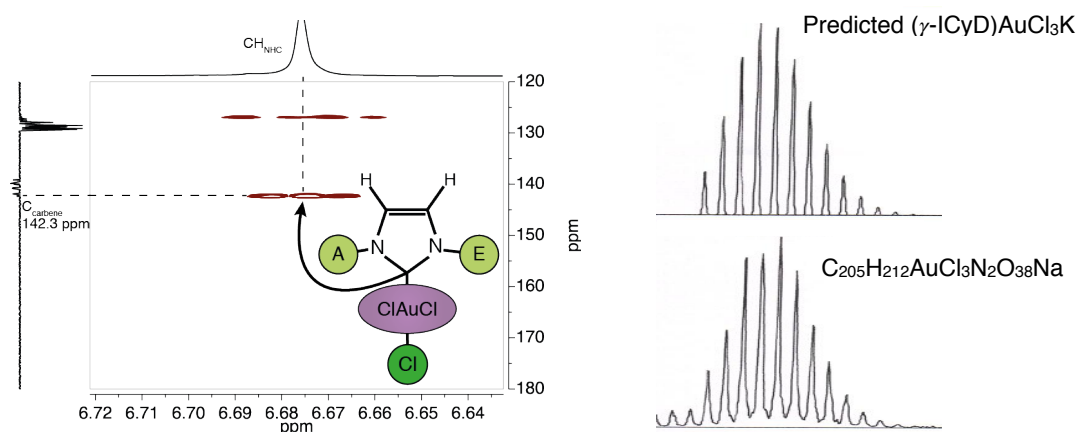 CH_NHC
120
130
140
150
160
170
180
ppm
C_carbene
142.3 ppm
H H
N N
A E
ClAuCl
Cl
6.72 6.71 6.70 6.69 6.68 6.67 6.66 6.65 6.64
ppm
Predicted (γ-ICyD)AuCl₃K
C₂₀₅H₂₁₂AuCl₃N₂O₃₈Na